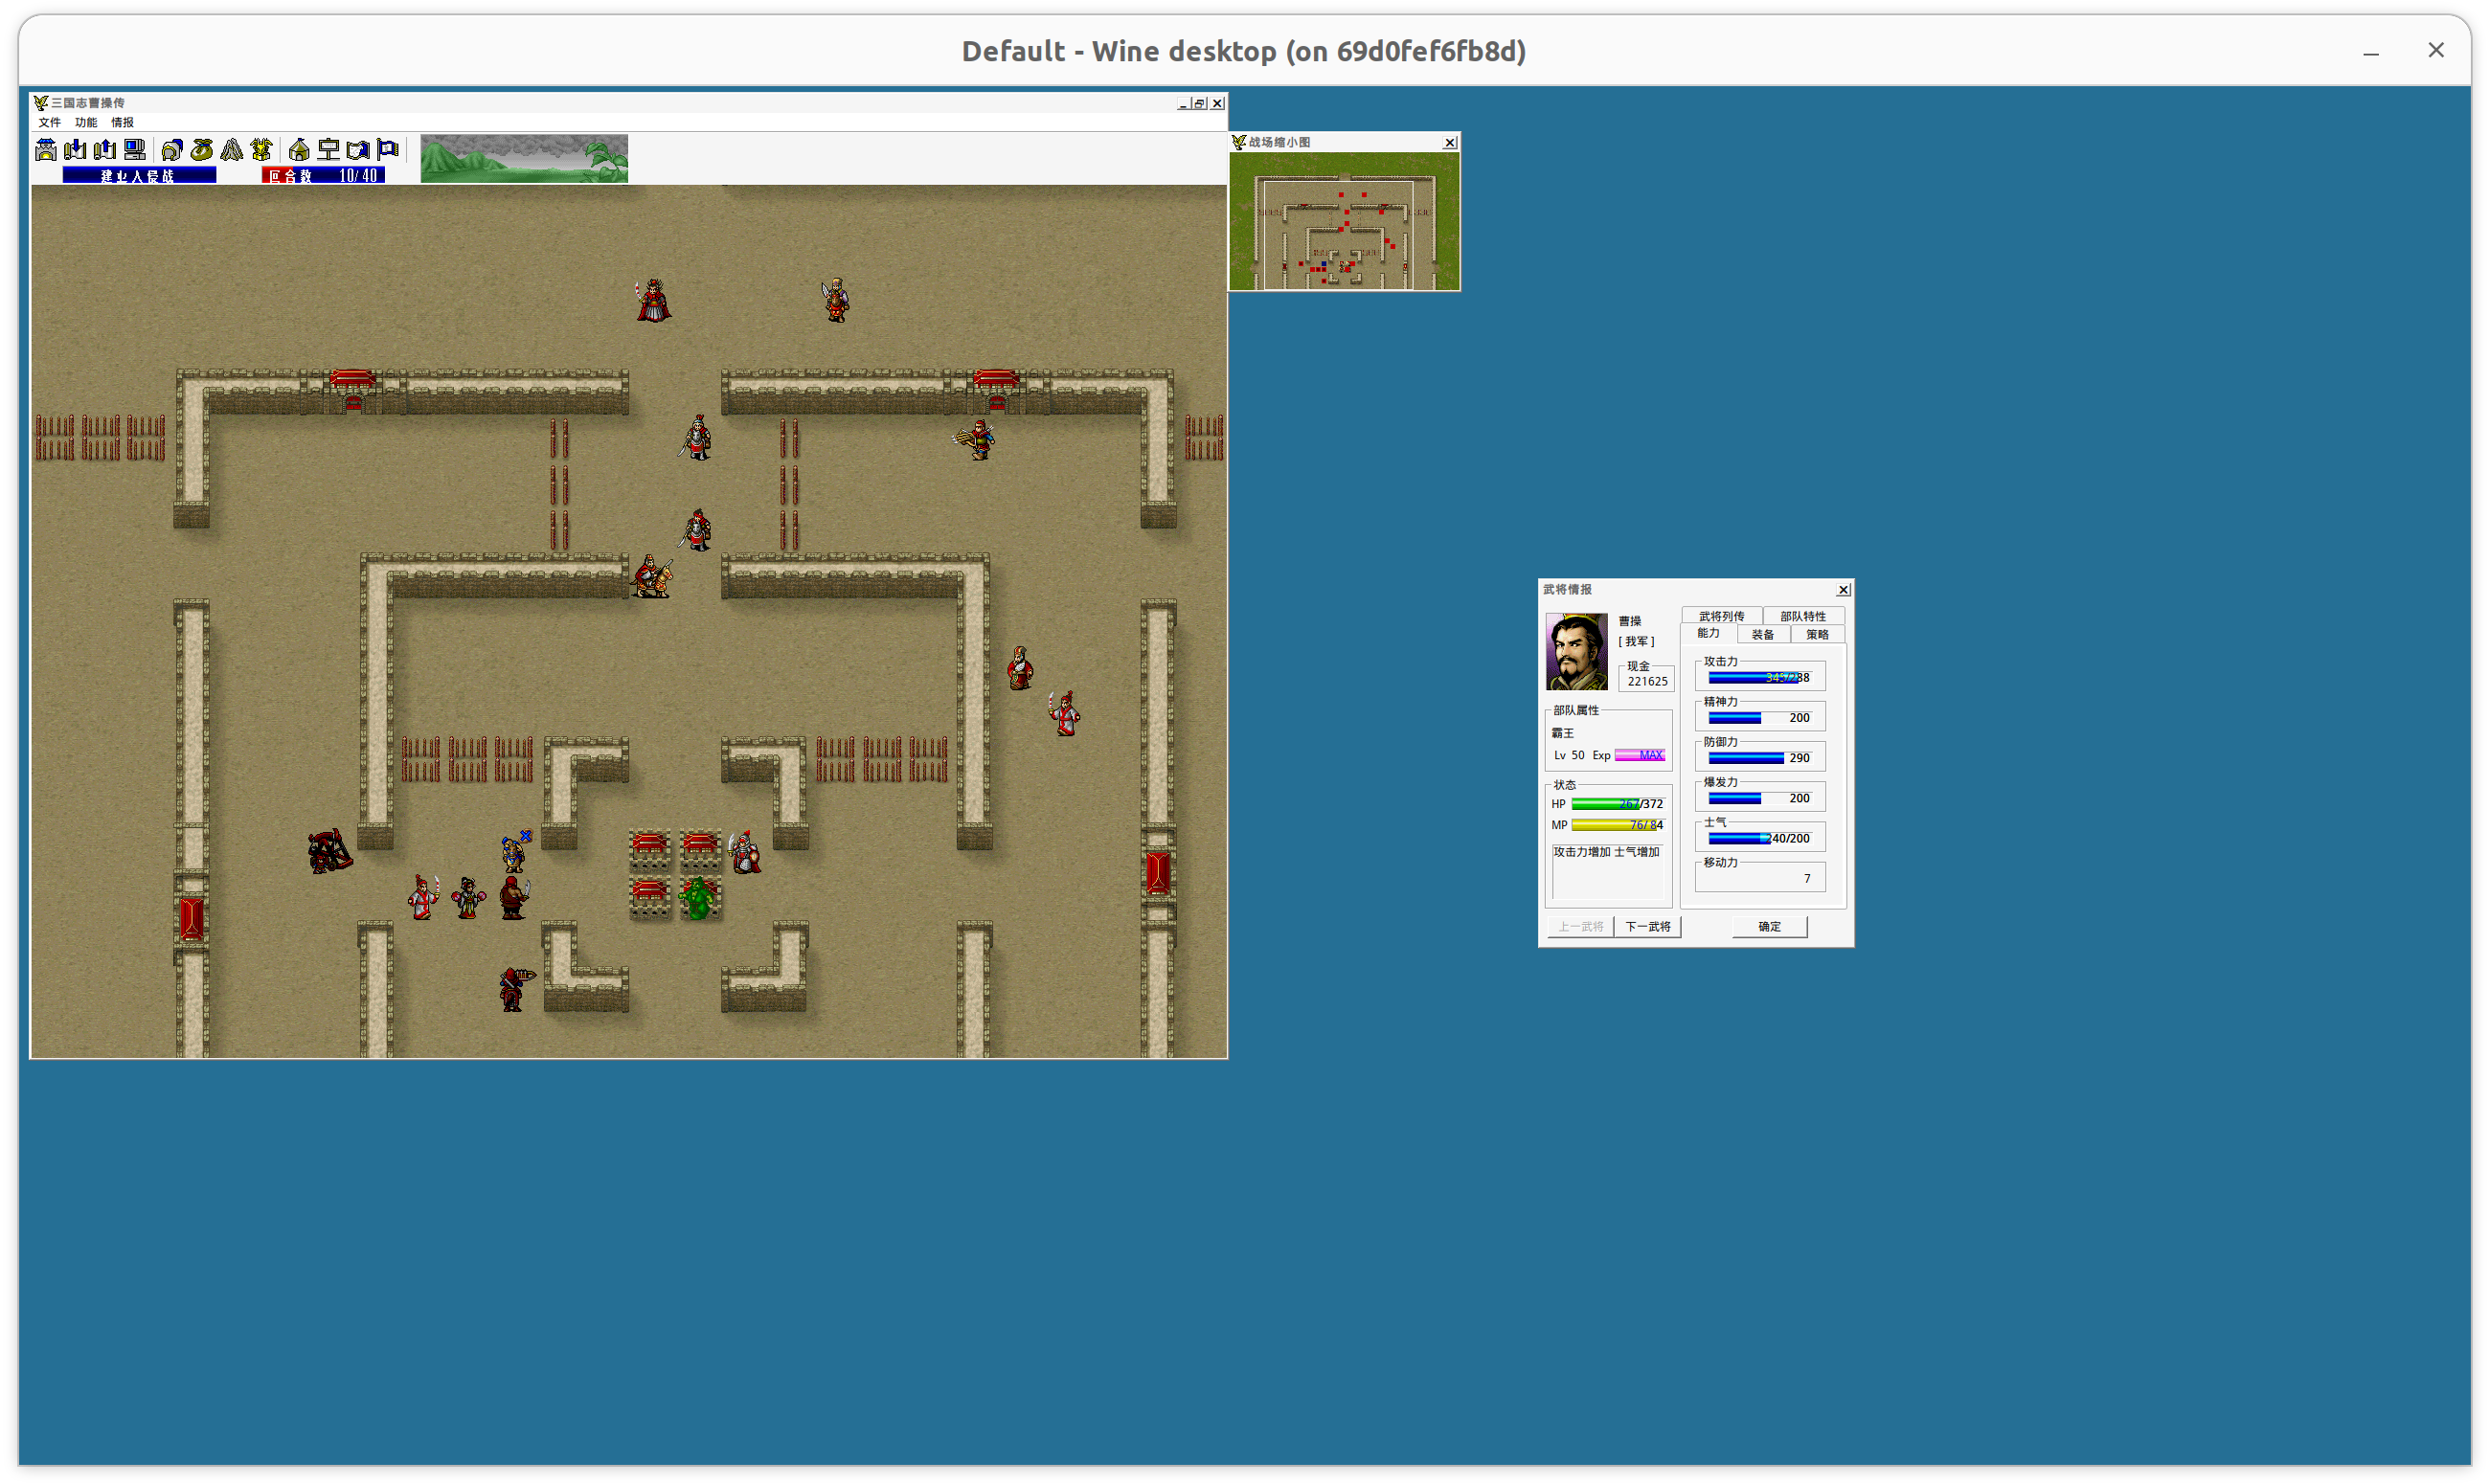 Default - Wine desktop (on 69d0fef6fb8d)
三国志曹操传
文件 功能 情报
建业入侵战
回合数 10/40
战场缩小图
武将情报
曹操
[ 我军 ]
现金
221625
部队属性
霸王
Lv 50 Exp MAX
状态
HP 267/372
MP 76/84
攻击力增加 士气增加
武将列传 部队特性
能力 装备 策略
攻击力
345/288
精神力
200
防御力
290
爆发力
200
士气
240/200
移动力
7
上一武将 下一武将 确定